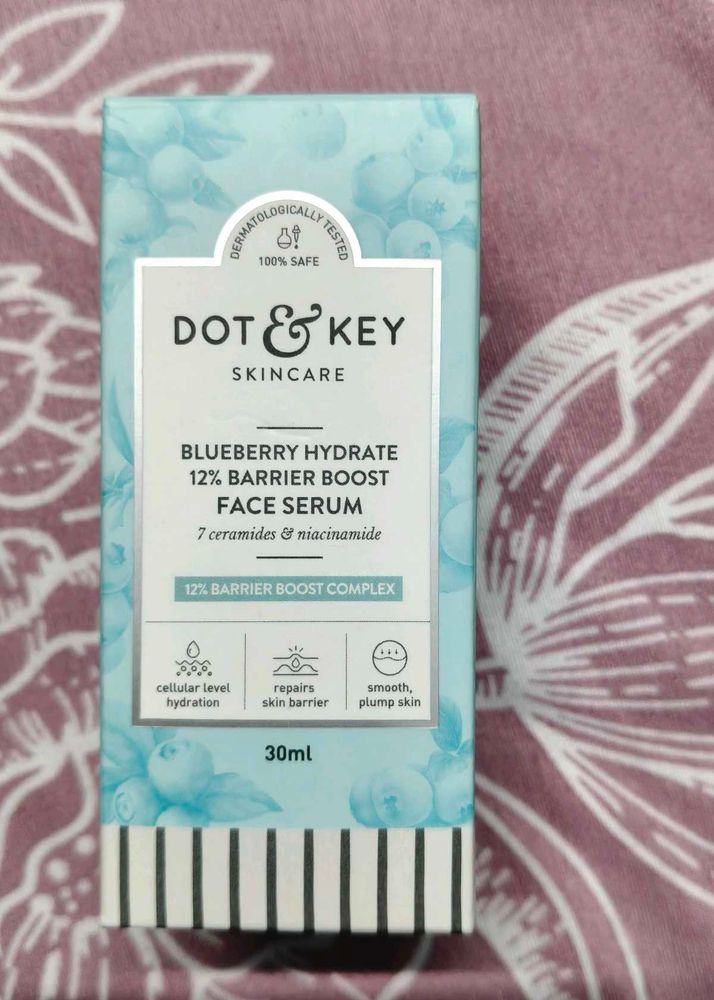 DERMATOLOGICALLY TESTED
100% SAFE
DOT & KEY
SKINCARE
BLUEBERRY HYDRATE
12% BARRIER BOOST
FACE SERUM
7 ceramides & niacinamide
12% BARRIER BOOST COMPLEX
cellular level
hydration
repairs
skin barrier
smooth,
plump skin
30ml